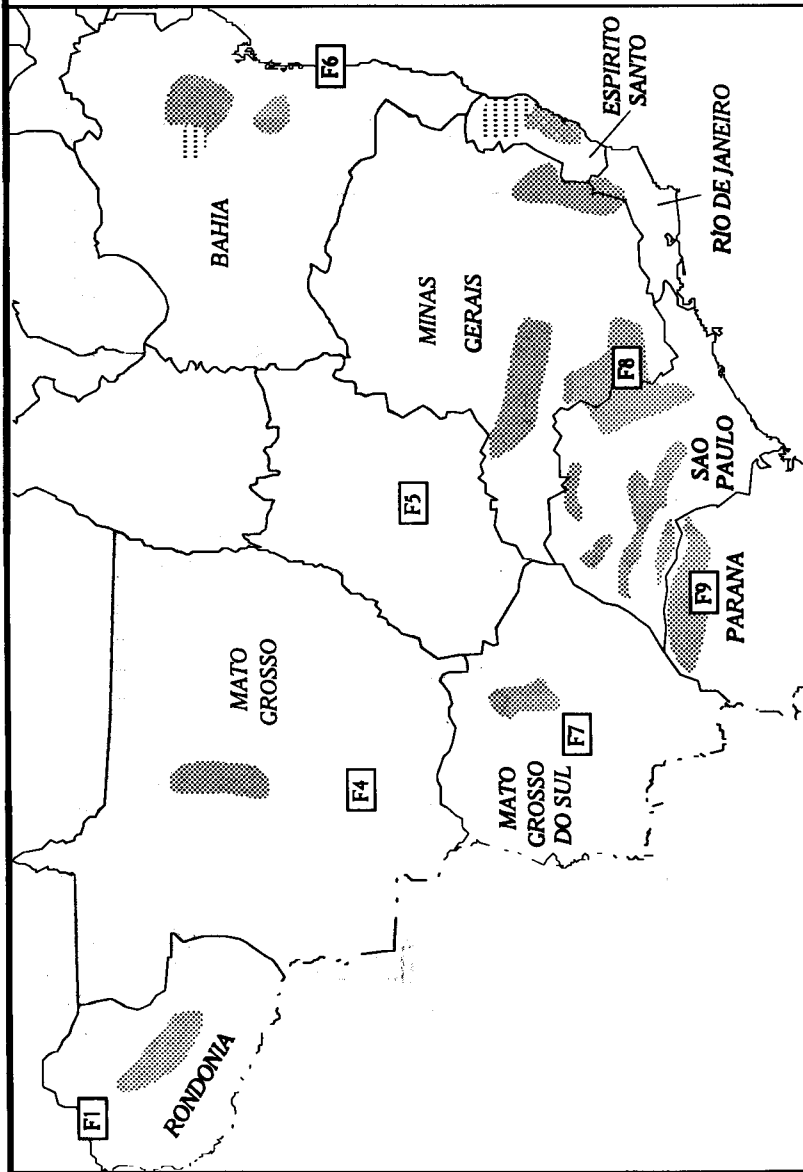 F1
RONDONIA
MATO
GROSSO
F4
BAHIA
F6
F5
MINAS
GERAIS
ESPIRITO
SANTO
MATO
GROSSO
DO SUL
F7
F8
RIO DE JANEIRO
SAO
PAULO
F9
PARANA